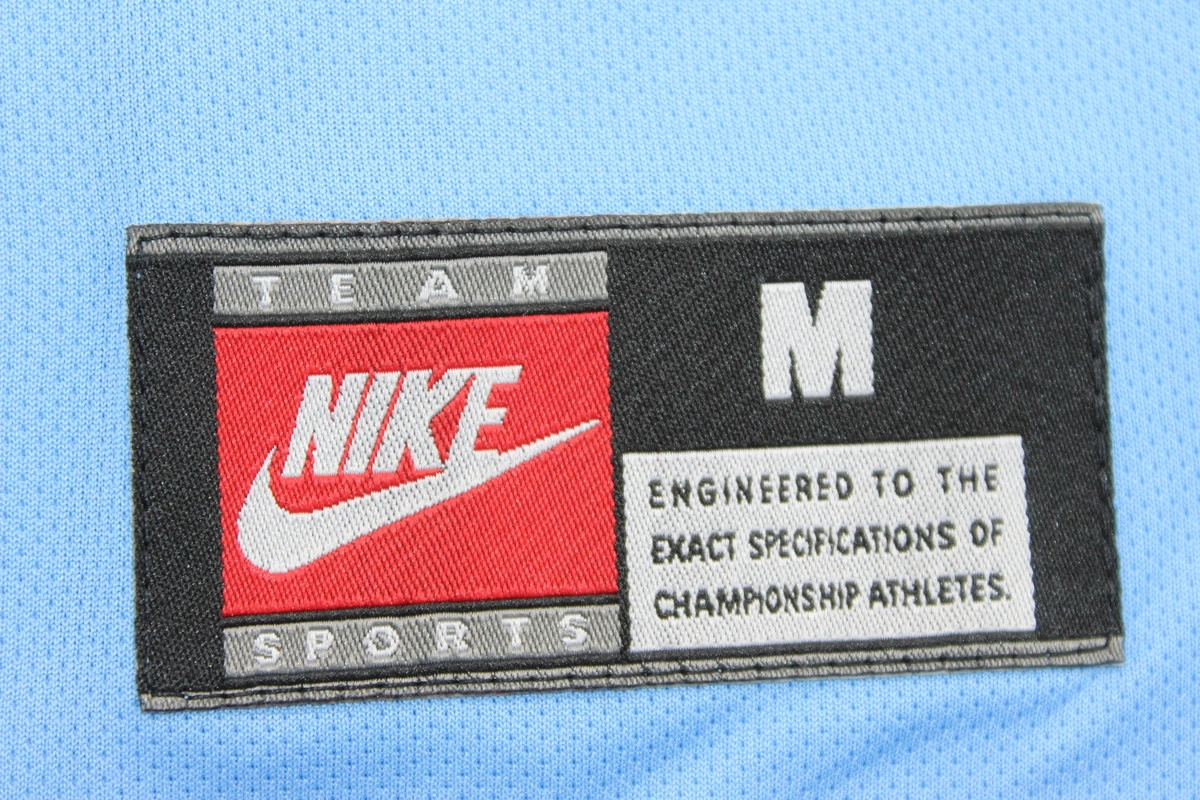 TEAM
NIKE
SPORTS
M
ENGINEERED TO THE
EXACT SPECIFICATIONS OF
CHAMPIONSHIP ATHLETES.